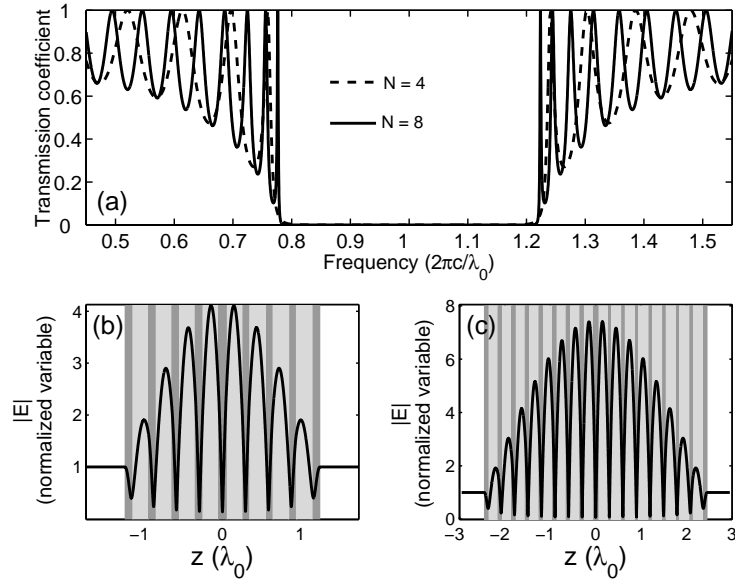 1
0.8
0.6
0.4
0.2
0
Transmission coefficient
N = 4
N = 8
(a)
0.5 0.6 0.7 0.8 0.9 1 1.1 1.2 1.3 1.4 1.5
Frequency (2πc/λ₀)
(b)
4
3
2
1
|E|
(normalized variable)
−1 0 1
z (λ₀)
(c)
8
6
4
2
0
|E|
(normalized variable)
−3 −2 −1 0 1 2 3
z (λ₀)